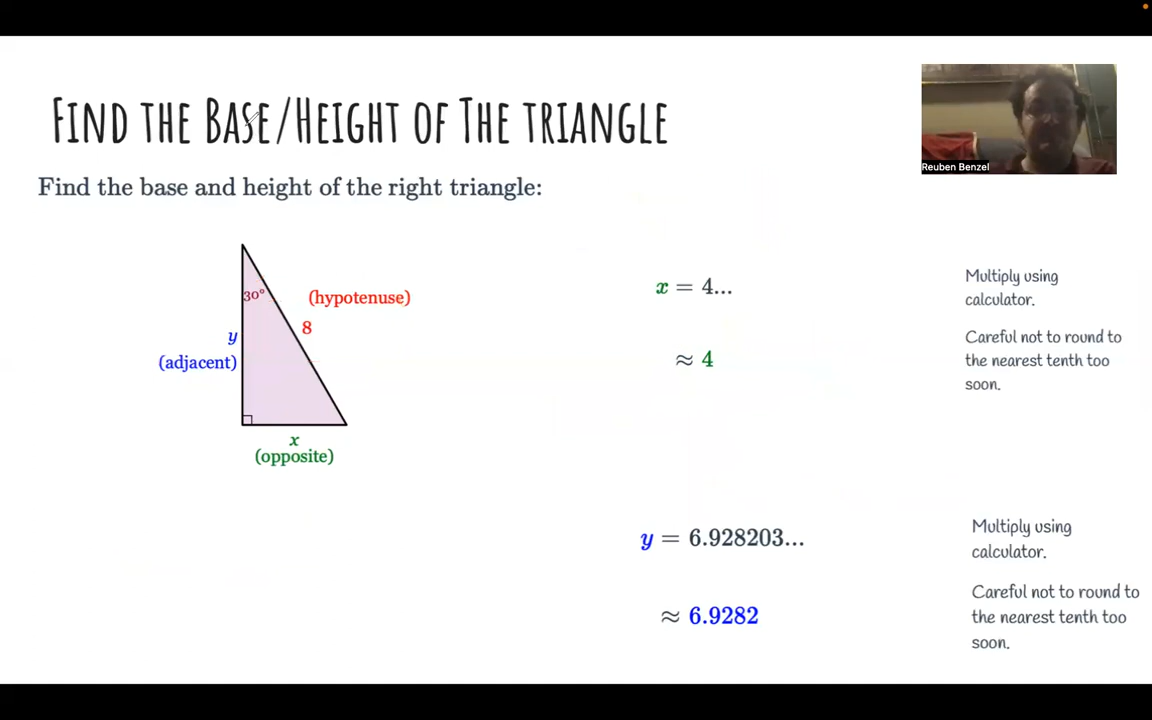 FIND THE BASE/HEIGHT OF THE TRIANGLE
Reuben Benzel
Find the base and height of the right triangle:
30°
(hypotenuse)
8
y
(adjacent)
x
(opposite)
x = 4...
Multiply using
calculator.
≈ 4
Careful not to round to
the nearest tenth too
soon.
y = 6.928203...
Multiply using
calculator.
≈ 6.9282
Careful not to round to
the nearest tenth too
soon.